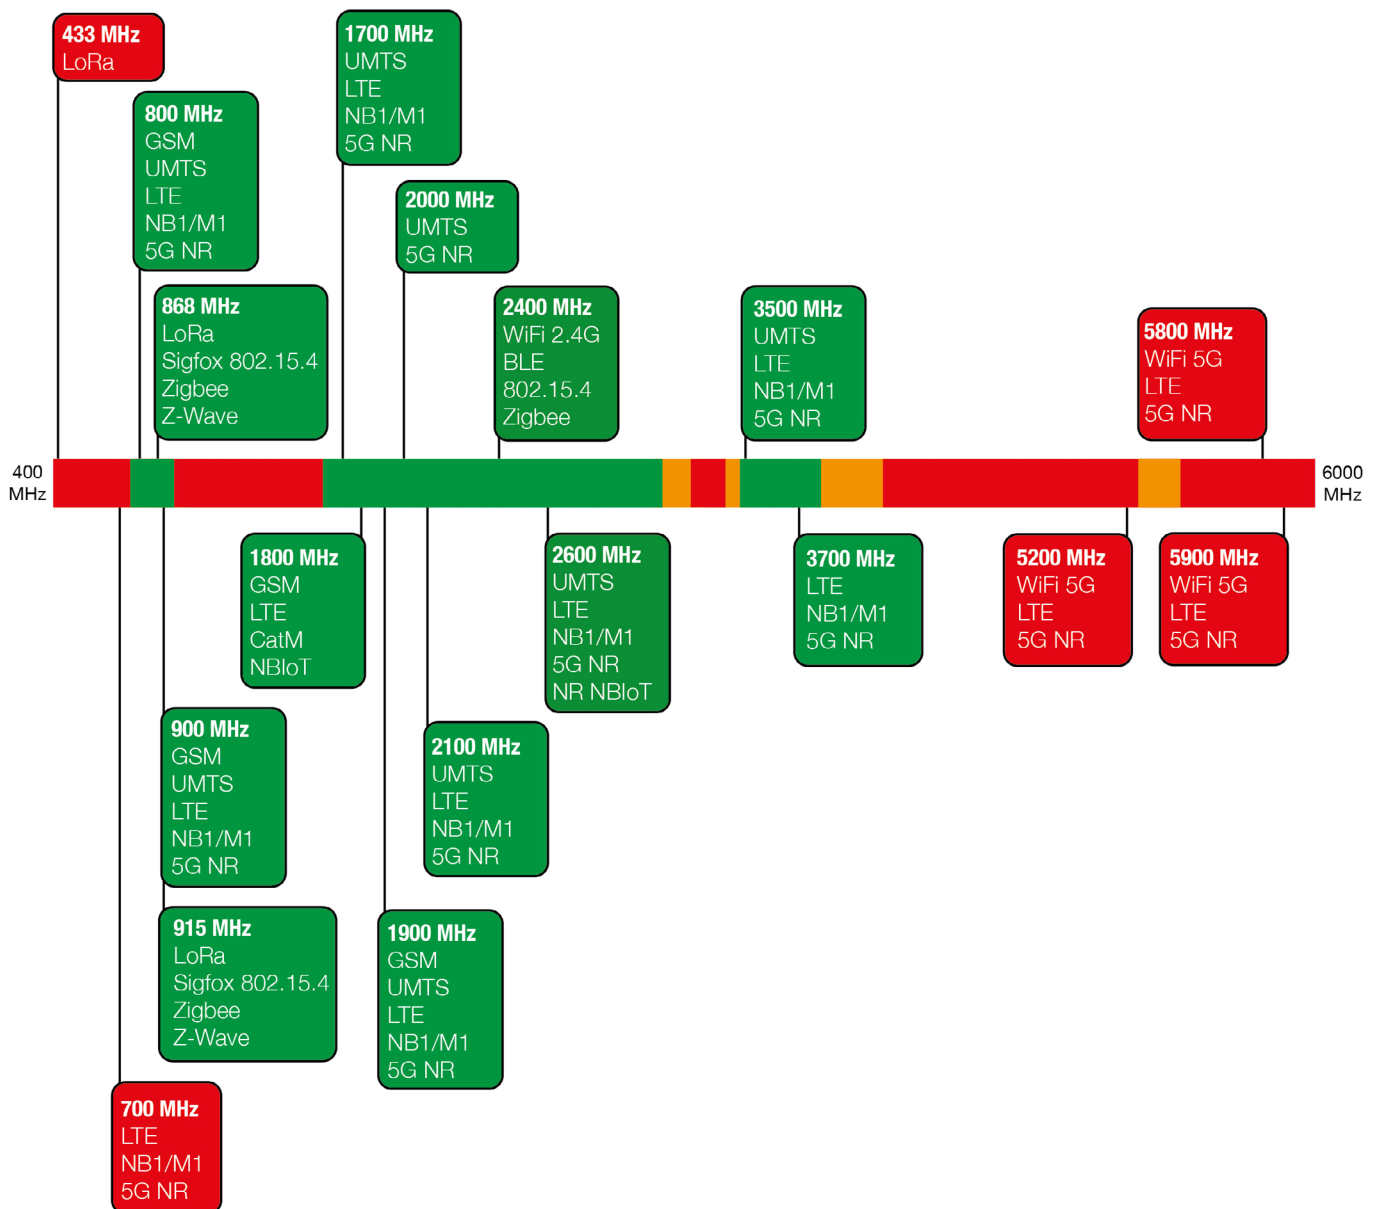 433 MHz
LoRa
800 MHz
GSM
UMTS
LTE
NB1/M1
5G NR
868 MHz
LoRa
Sigfox 802.15.4
Zigbee
Z-Wave
1700 MHz
UMTS
LTE
NB1/M1
5G NR
2000 MHz
UMTS
5G NR
2400 MHz
WiFi 2.4G
BLE
802.15.4
Zigbee
3500 MHz
UMTS
LTE
NB1/M1
5G NR
5800 MHz
WiFi 5G
LTE
5G NR
400
MHz
6000
MHz
1800 MHz
GSM
LTE
CatM
NBIoT
2600 MHz
UMTS
LTE
NB1/M1
5G NR
NR NBIoT
3700 MHz
LTE
NB1/M1
5G NR
5200 MHz
WiFi 5G
LTE
5G NR
5900 MHz
WiFi 5G
LTE
5G NR
900 MHz
GSM
UMTS
LTE
NB1/M1
5G NR
2100 MHz
UMTS
LTE
NB1/M1
5G NR
915 MHz
LoRa
Sigfox 802.15.4
Zigbee
Z-Wave
1900 MHz
GSM
UMTS
LTE
NB1/M1
5G NR
700 MHz
LTE
NB1/M1
5G NR